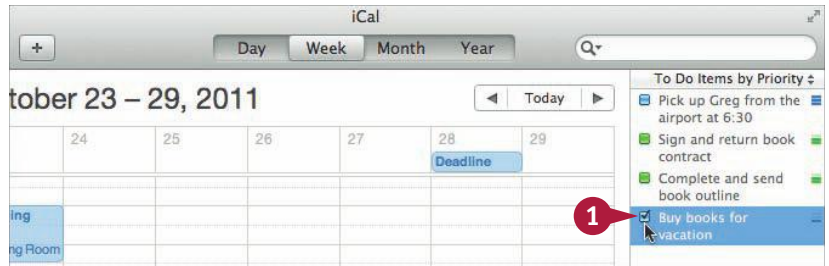 iCal
+ Day Week Month Year
tober 23 – 29, 2011 Today
To Do Items by Priority
Pick up Greg from the
airport at 6:30
Sign and return book
contract
Complete and send
book outline
Buy books for
vacation
24 25 26 27 28 29
Deadline
ing
ng Room
1